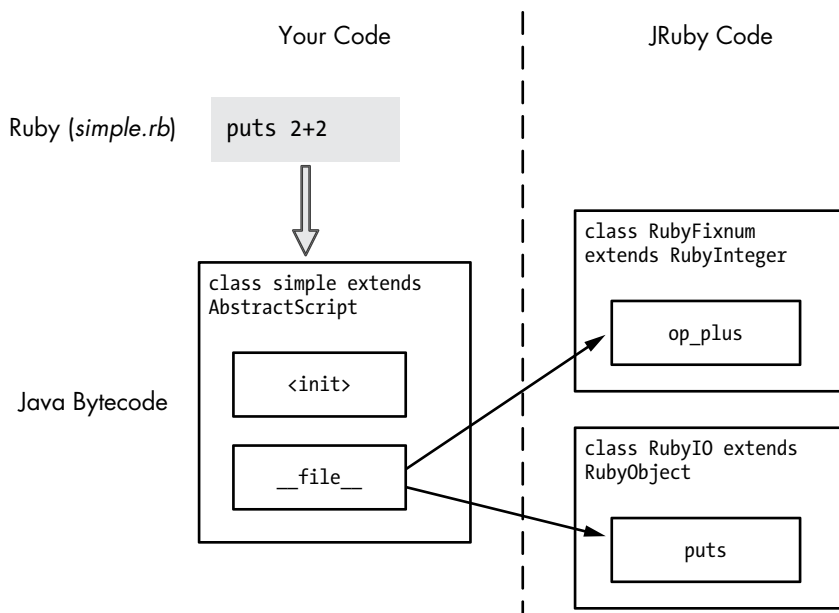 Your Code
JRuby Code
Ruby (simple.rb)
puts 2+2
class RubyFixnum
extends RubyInteger
op_plus
class simple extends
AbstractScript
<init>
Java Bytecode
__file__
class RubyIO extends
RubyObject
puts